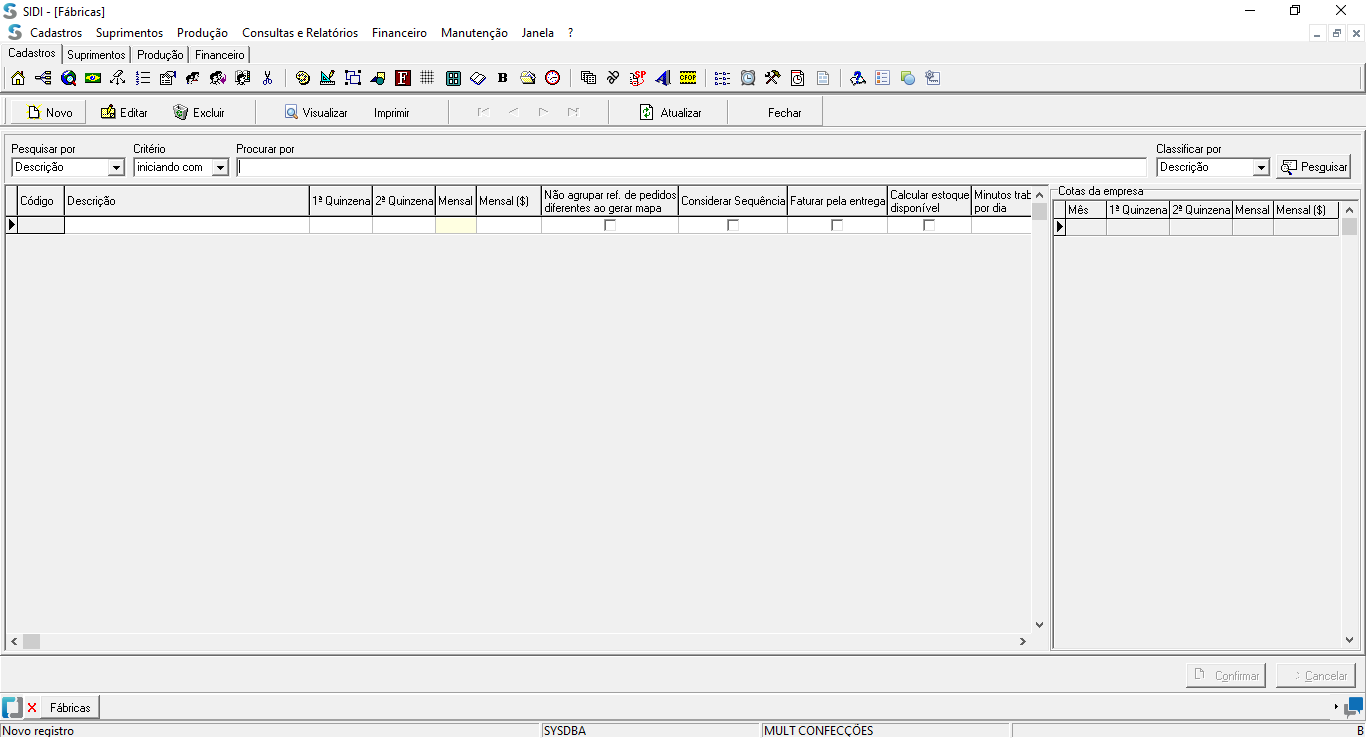 SIDI - [Fábricas]
Cadastros Suprimentos Produção Consultas e Relatórios Financeiro Manutenção Janela ?
Cadastros Suprimentos Produção Financeiro
F B SP CFOP
Novo Editar Excluir Visualizar Imprimir Atualizar Fechar
Pesquisar por Critério Procurar por Classificar por
Descrição iniciando com Descrição Pesquisar
Cotas da empresa
Código Descrição 1ª Quinzena 2ª Quinzena Mensal Mensal ($) Não agrupar ref. de pedidos Considerar Sequência Faturar pela entrega Calcular estoque Minutos trab
diferentes ao gerar mapa disponível por dia
Mês 1ª Quinzena 2ª Quinzena Mensal Mensal ($)
Confirmar Cancelar
Fábricas
Novo registro SYSDBA MULT CONFECÇÕES B